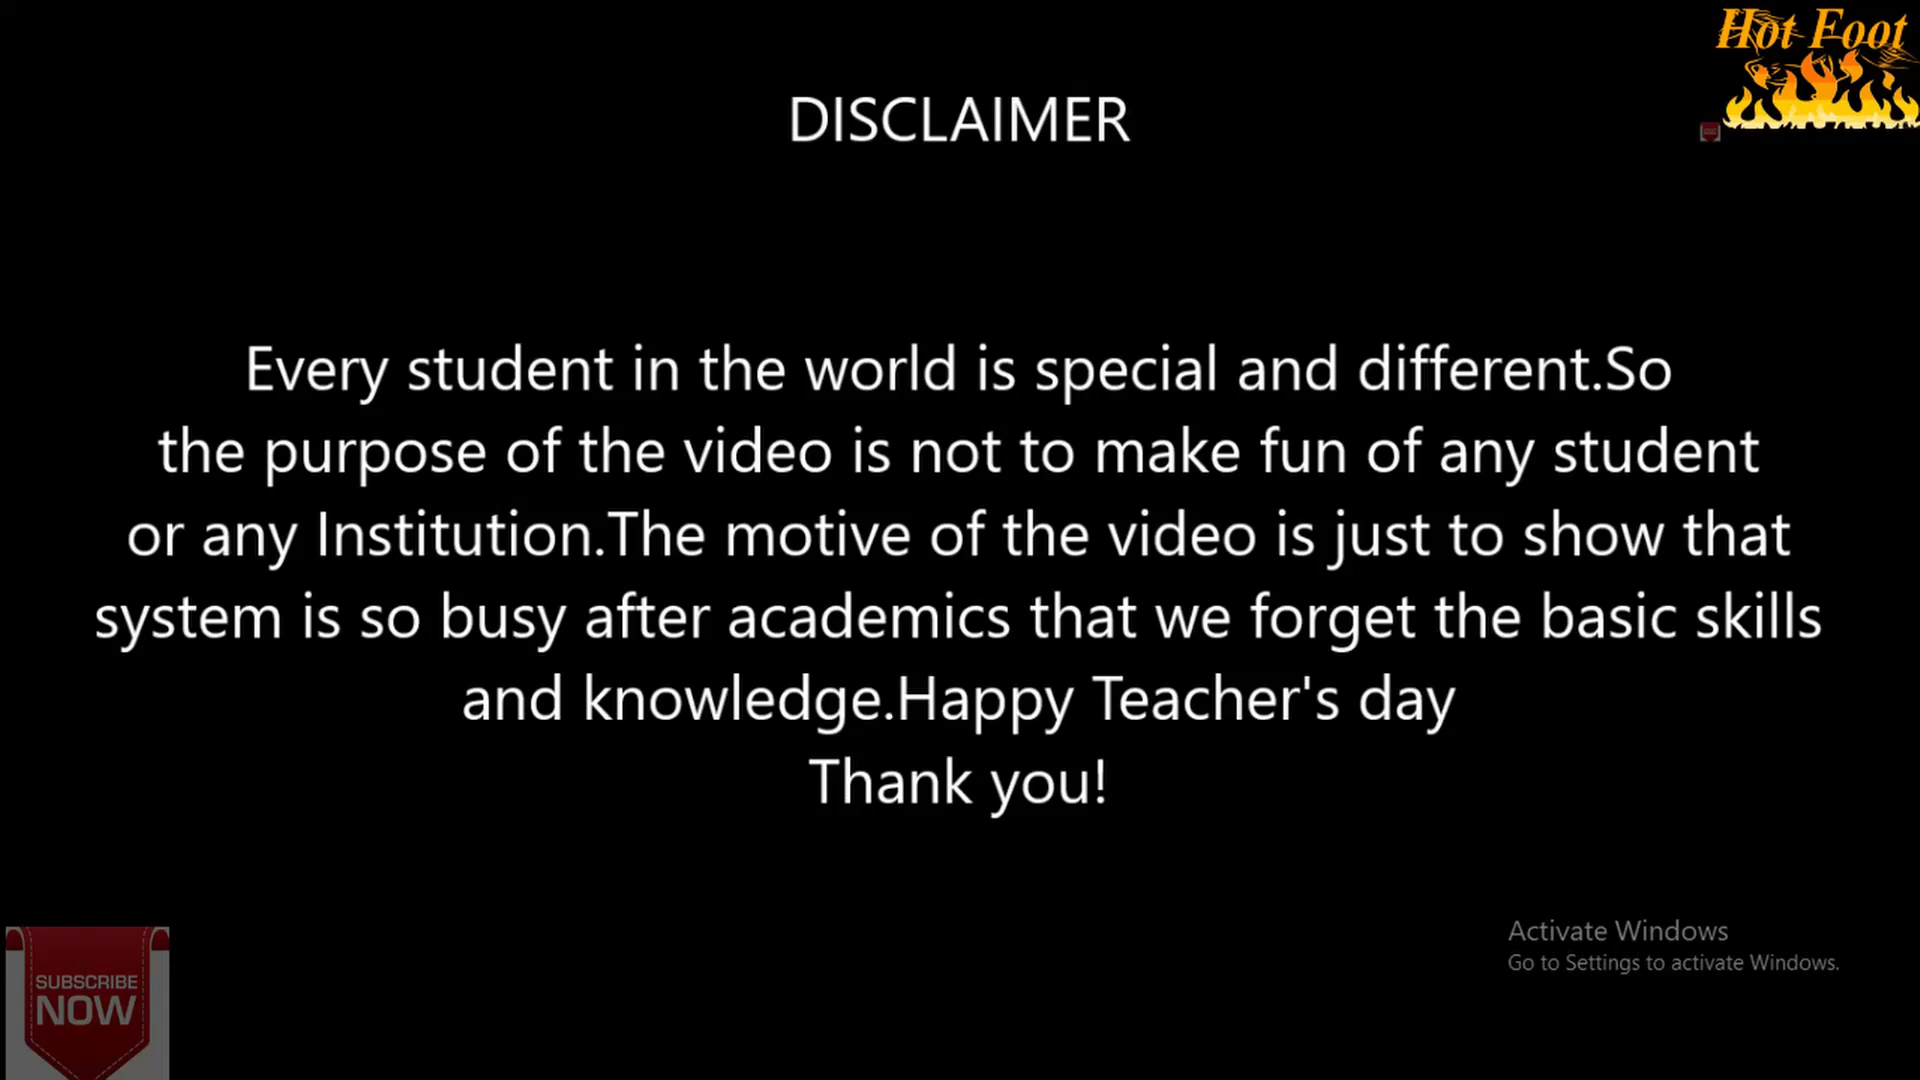 Hot Foot
DISCLAIMER
Every student in the world is special and different.So
the purpose of the video is not to make fun of any student
or any Institution.The motive of the video is just to show that
system is so busy after academics that we forget the basic skills
and knowledge.Happy Teacher's day
Thank you!
Activate Windows
Go to Settings to activate Windows.
SUBSCRIBE
NOW